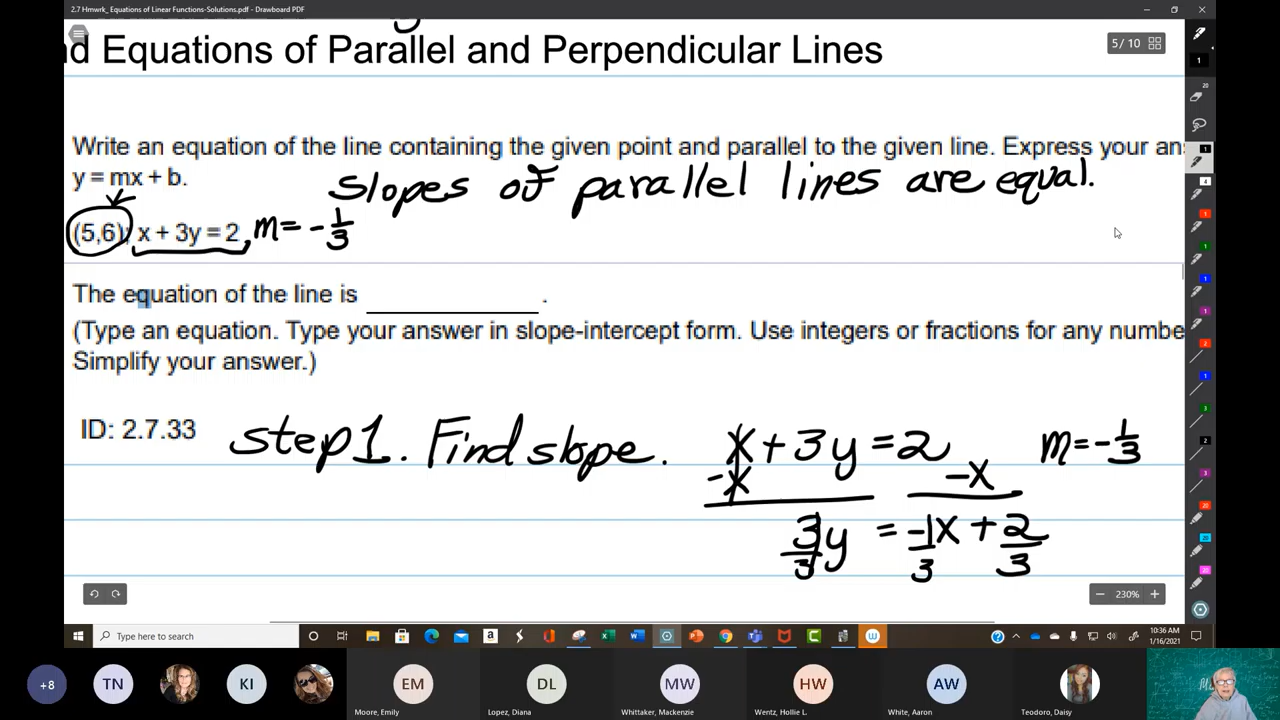 2.7 Hmwrk_ Equations of Linear Functions-Solutions.pdf - Drawboard PDF
nd Equations of Parallel and Perpendicular Lines
5 / 10
Write an equation of the line containing the given point and parallel to the given line. Express your an
y = mx + b.
slopes of parallel lines are equal.
(5,6); x + 3y = 2, m = -1/3
The equation of the line is ________ .
(Type an equation. Type your answer in slope-intercept form. Use integers or fractions for any numbe
Simplify your answer.)
ID: 2.7.33
step 1. Find slope.
x + 3y = 2
m = -1/3
-x
-x
3/3 y = -1/3 x + 2/3
230%
Type here to search
10:36 AM
1/16/2021
+8
TN
KI
EM
DL
MW
HW
AW
Moore, Emily
Lopez, Diana
Whittaker, Mackenzie
Wentz, Hollie L.
White, Aaron
Teodoro, Daisy